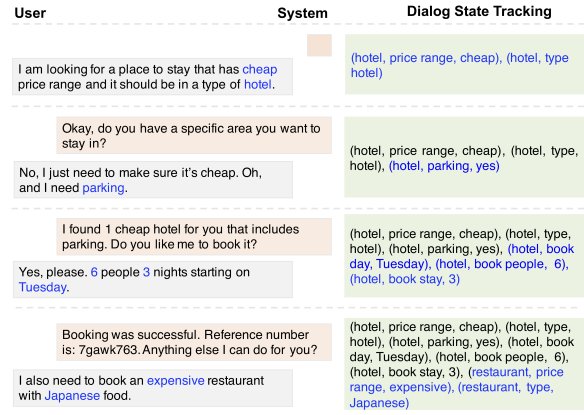 User
System
Dialog State Tracking
I am looking for a place to stay that has cheap
price range and it should be in a type of hotel.
(hotel, price range, cheap), (hotel, type
hotel)
Okay, do you have a specific area you want to
stay in?
No, I just need to make sure it's cheap. Oh,
and I need parking.
(hotel, price range, cheap), (hotel, type,
hotel), (hotel, parking, yes)
I found 1 cheap hotel for you that includes
parking. Do you like me to book it?
Yes, please. 6 people 3 nights starting on
Tuesday.
(hotel, price range, cheap), (hotel, type,
hotel), (hotel, parking, yes), (hotel, book
day, Tuesday), (hotel, book people, 6),
(hotel, book stay, 3)
Booking was successful. Reference number
is: 7gawk763. Anything else I can do for you?
I also need to book an expensive restaurant
with Japanese food.
(hotel, price range, cheap), (hotel, type,
hotel), (hotel, parking, yes), (hotel, book
day, Tuesday), (hotel, book people, 6),
(hotel, book stay, 3), (restaurant, price
range, expensive), (restaurant, type,
Japanese)